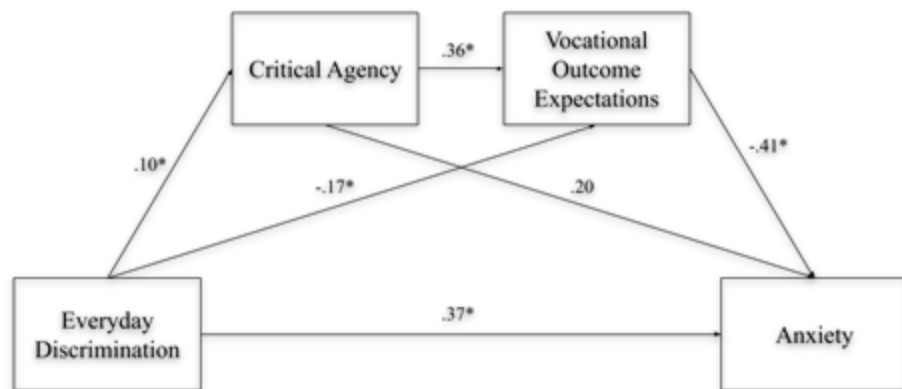 Critical Agency
.36*
Vocational
Outcome
Expectations
.10*
-.17*
.20
-.41*
Everyday
Discrimination
.37*
Anxiety